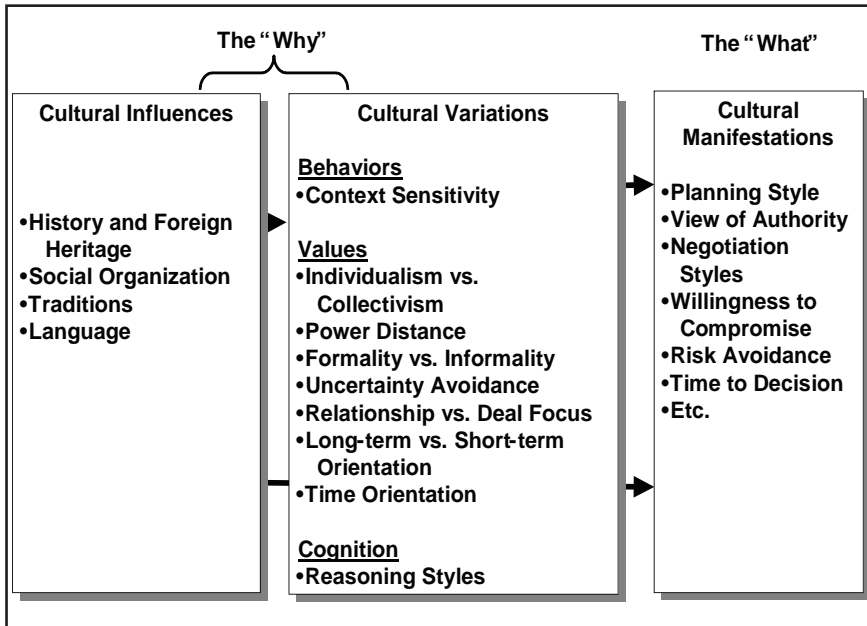 The “Why”
The “What”
Cultural Influences
•History and Foreign
Heritage
•Social Organization
•Traditions
•Language
Cultural Variations
Behaviors
•Context Sensitivity
Values
•Individualism vs.
Collectivism
•Power Distance
•Formality vs. Informality
•Uncertainty Avoidance
•Relationship vs. Deal Focus
•Long-term vs. Short-term
Orientation
•Time Orientation
Cognition
•Reasoning Styles
Cultural
Manifestations
•Planning Style
•View of Authority
•Negotiation
Styles
•Willingness to
Compromise
•Risk Avoidance
•Time to Decision
•Etc.